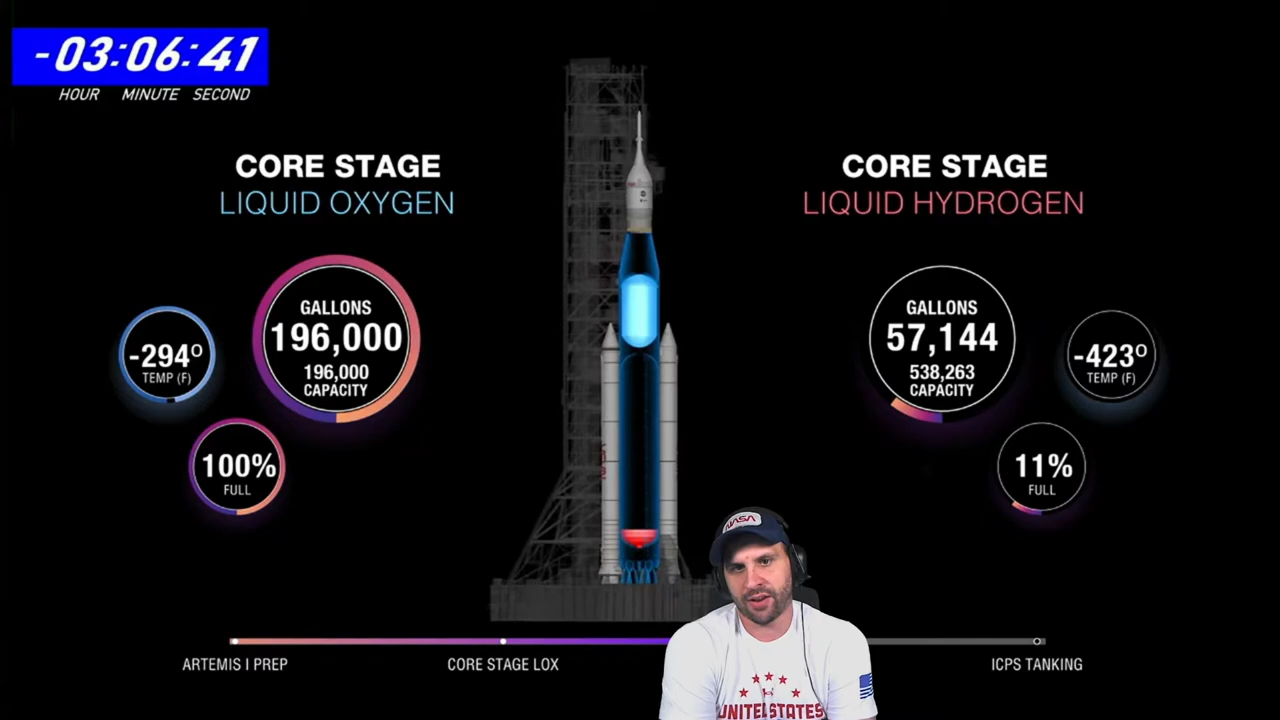 -03:06:41
HOUR MINUTE SECOND
CORE STAGE
LIQUID OXYGEN
GALLONS
196,000
196,000
CAPACITY
-294º
TEMP (F)
100%
FULL
CORE STAGE
LIQUID HYDROGEN
GALLONS
57,144
538,263
CAPACITY
-423º
TEMP (F)
11%
FULL
NASA
UNITED STATES
ARTEMIS I PREP
CORE STAGE LOX
ICPS TANKING